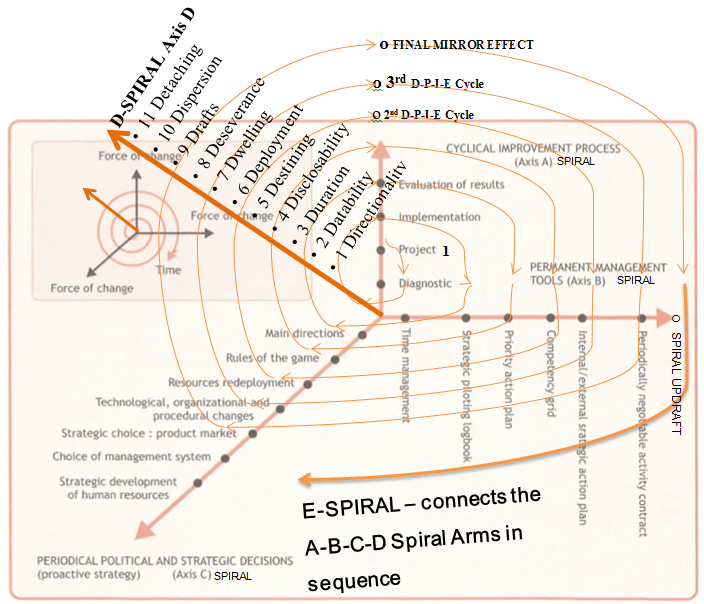 O FINAL MIRROR EFFECT
O 3rd D-P-I-E Cycle
O 2nd D-P-I-E Cycle
D-SPIRAL Axis D
• 11 Detaching
• 10 Dispersion
• 9 Drafts
• 8 Deseverance
• 7 Dwelling
• 6 Deployment
• 5 Destining
• 4 Disclosability
• 3 Duration
• 2 Datability
• 1 Directionality
Force of change
Force of change
Time
Force of change
CYCLICAL IMPROVEMENT PROCESS
(Axis A) SPIRAL
Evaluation of results
Implementation
Project 1
Diagnostic
PERMANENT MANAGEMENT
TOOLS (Axis B) SPIRAL
Time management
Strategic piloting logbook
Priority action plan
Competency grid
Internal/external srategic action plan
Periodically negotiable activity contract
O SPIRAL UPDRAFT
Main directions
Rules of the game
Resources redeployment
Technological, organizational and
procedural changes
Strategic choice : product market
Choice of management system
Strategic development
of human resources
PERIODICAL POLITICAL AND STRATEGIC DECISIONS
(proactive strategy) (Axis C) SPIRAL
E-SPIRAL – connects the
A-B-C-D Spiral Arms in
sequence